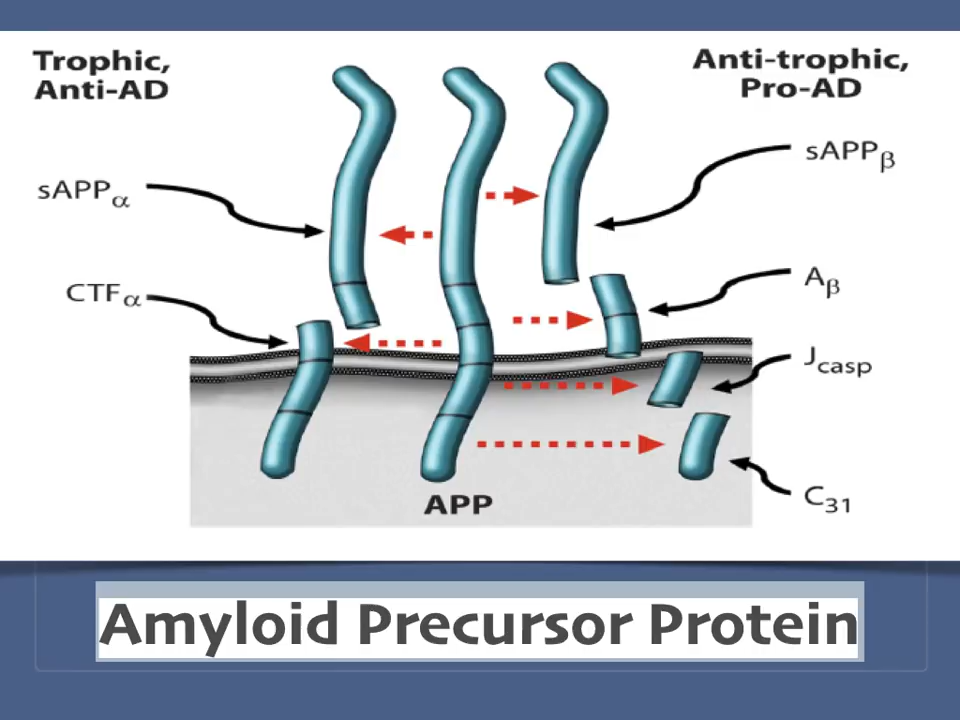 Trophic,
Anti-AD
Anti-trophic,
Pro-AD
sAPPα
CTFα
sAPPβ
Aβ
Jcasp
C31
APP
Amyloid Precursor Protein